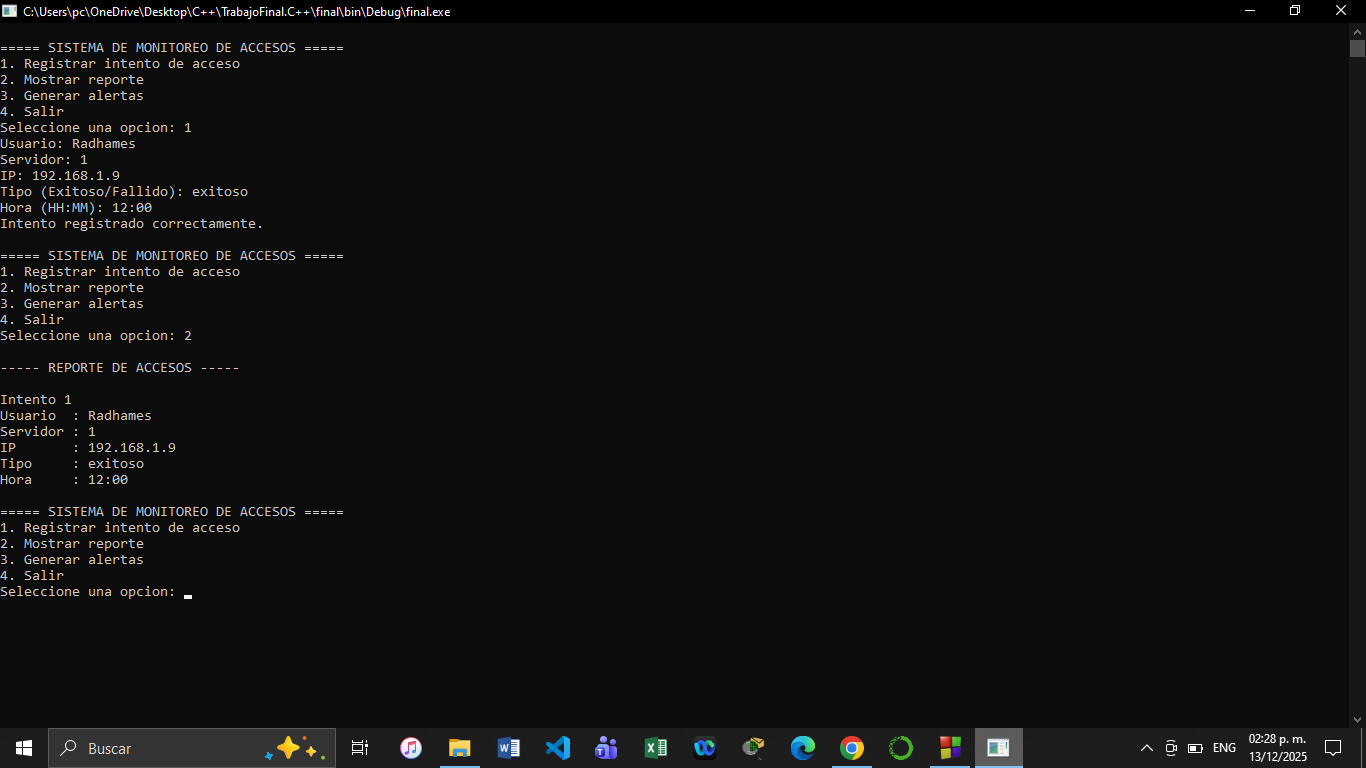 C:\Users\pc\OneDrive\Desktop\C++\TrabajoFinal.C++\final\bin\Debug\final.exe
===== SISTEMA DE MONITOREO DE ACCESOS =====
1. Registrar intento de acceso
2. Mostrar reporte
3. Generar alertas
4. Salir
Seleccione una opcion: 1
Usuario: Radhames
Servidor: 1
IP: 192.168.1.9
Tipo (Exitoso/Fallido): exitoso
Hora (HH:MM): 12:00
Intento registrado correctamente.
===== SISTEMA DE MONITOREO DE ACCESOS =====
1. Registrar intento de acceso
2. Mostrar reporte
3. Generar alertas
4. Salir
Seleccione una opcion: 2
----- REPORTE DE ACCESOS -----
Intento 1
Usuario  : Radhames
Servidor : 1
IP       : 192.168.1.9
Tipo     : exitoso
Hora     : 12:00
===== SISTEMA DE MONITOREO DE ACCESOS =====
1. Registrar intento de acceso
2. Mostrar reporte
3. Generar alertas
4. Salir
Seleccione una opcion:
Buscar
ENG
02:28 p. m.
13/12/2025